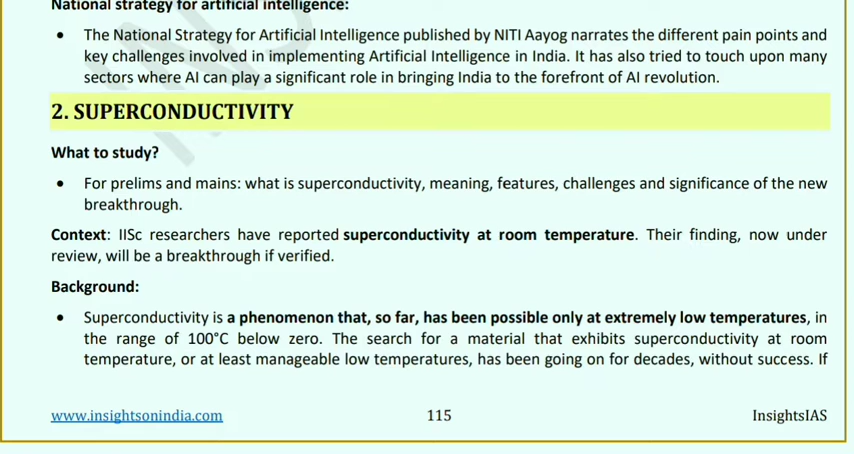 National strategy for artificial intelligence:
• The National Strategy for Artificial Intelligence published by NITI Aayog narrates the different pain points and
key challenges involved in implementing Artificial Intelligence in India. It has also tried to touch upon many
sectors where AI can play a significant role in bringing India to the forefront of AI revolution.
2. SUPERCONDUCTIVITY
What to study?
• For prelims and mains: what is superconductivity, meaning, features, challenges and significance of the new
breakthrough.
Context: IISc researchers have reported superconductivity at room temperature. Their finding, now under
review, will be a breakthrough if verified.
Background:
• Superconductivity is a phenomenon that, so far, has been possible only at extremely low temperatures, in
the range of 100°C below zero. The search for a material that exhibits superconductivity at room
temperature, or at least manageable low temperatures, has been going on for decades, without success. If
www.insightsonindia.com 115 InsightsIAS